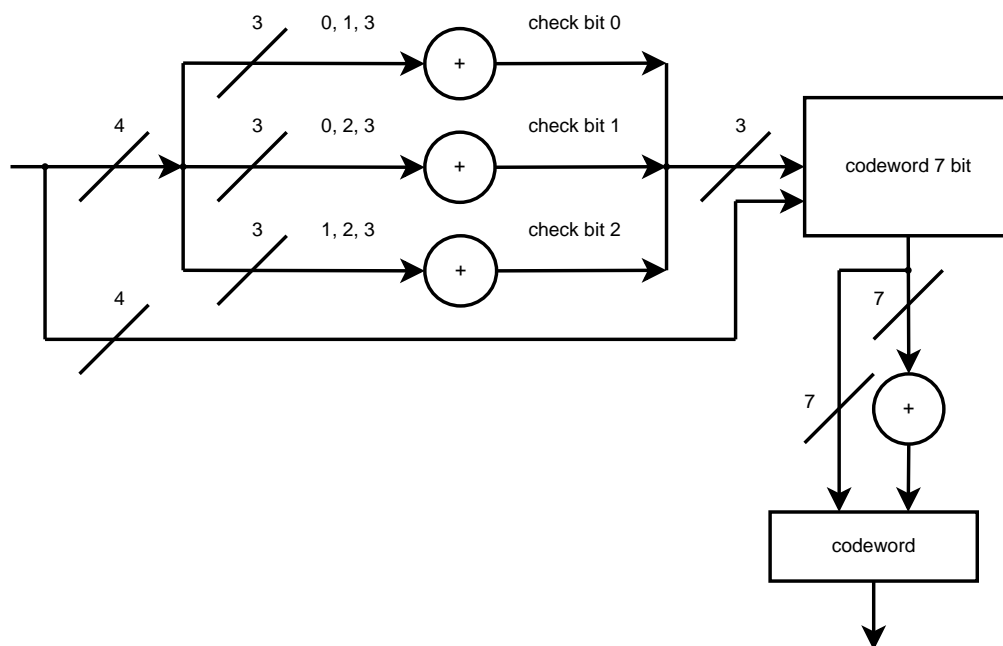 3 0, 1, 3 check bit 0
+
4 3 0, 2, 3 check bit 1 3
+ codeword 7 bit
3 1, 2, 3 check bit 2
+
4
7
7
+
codeword